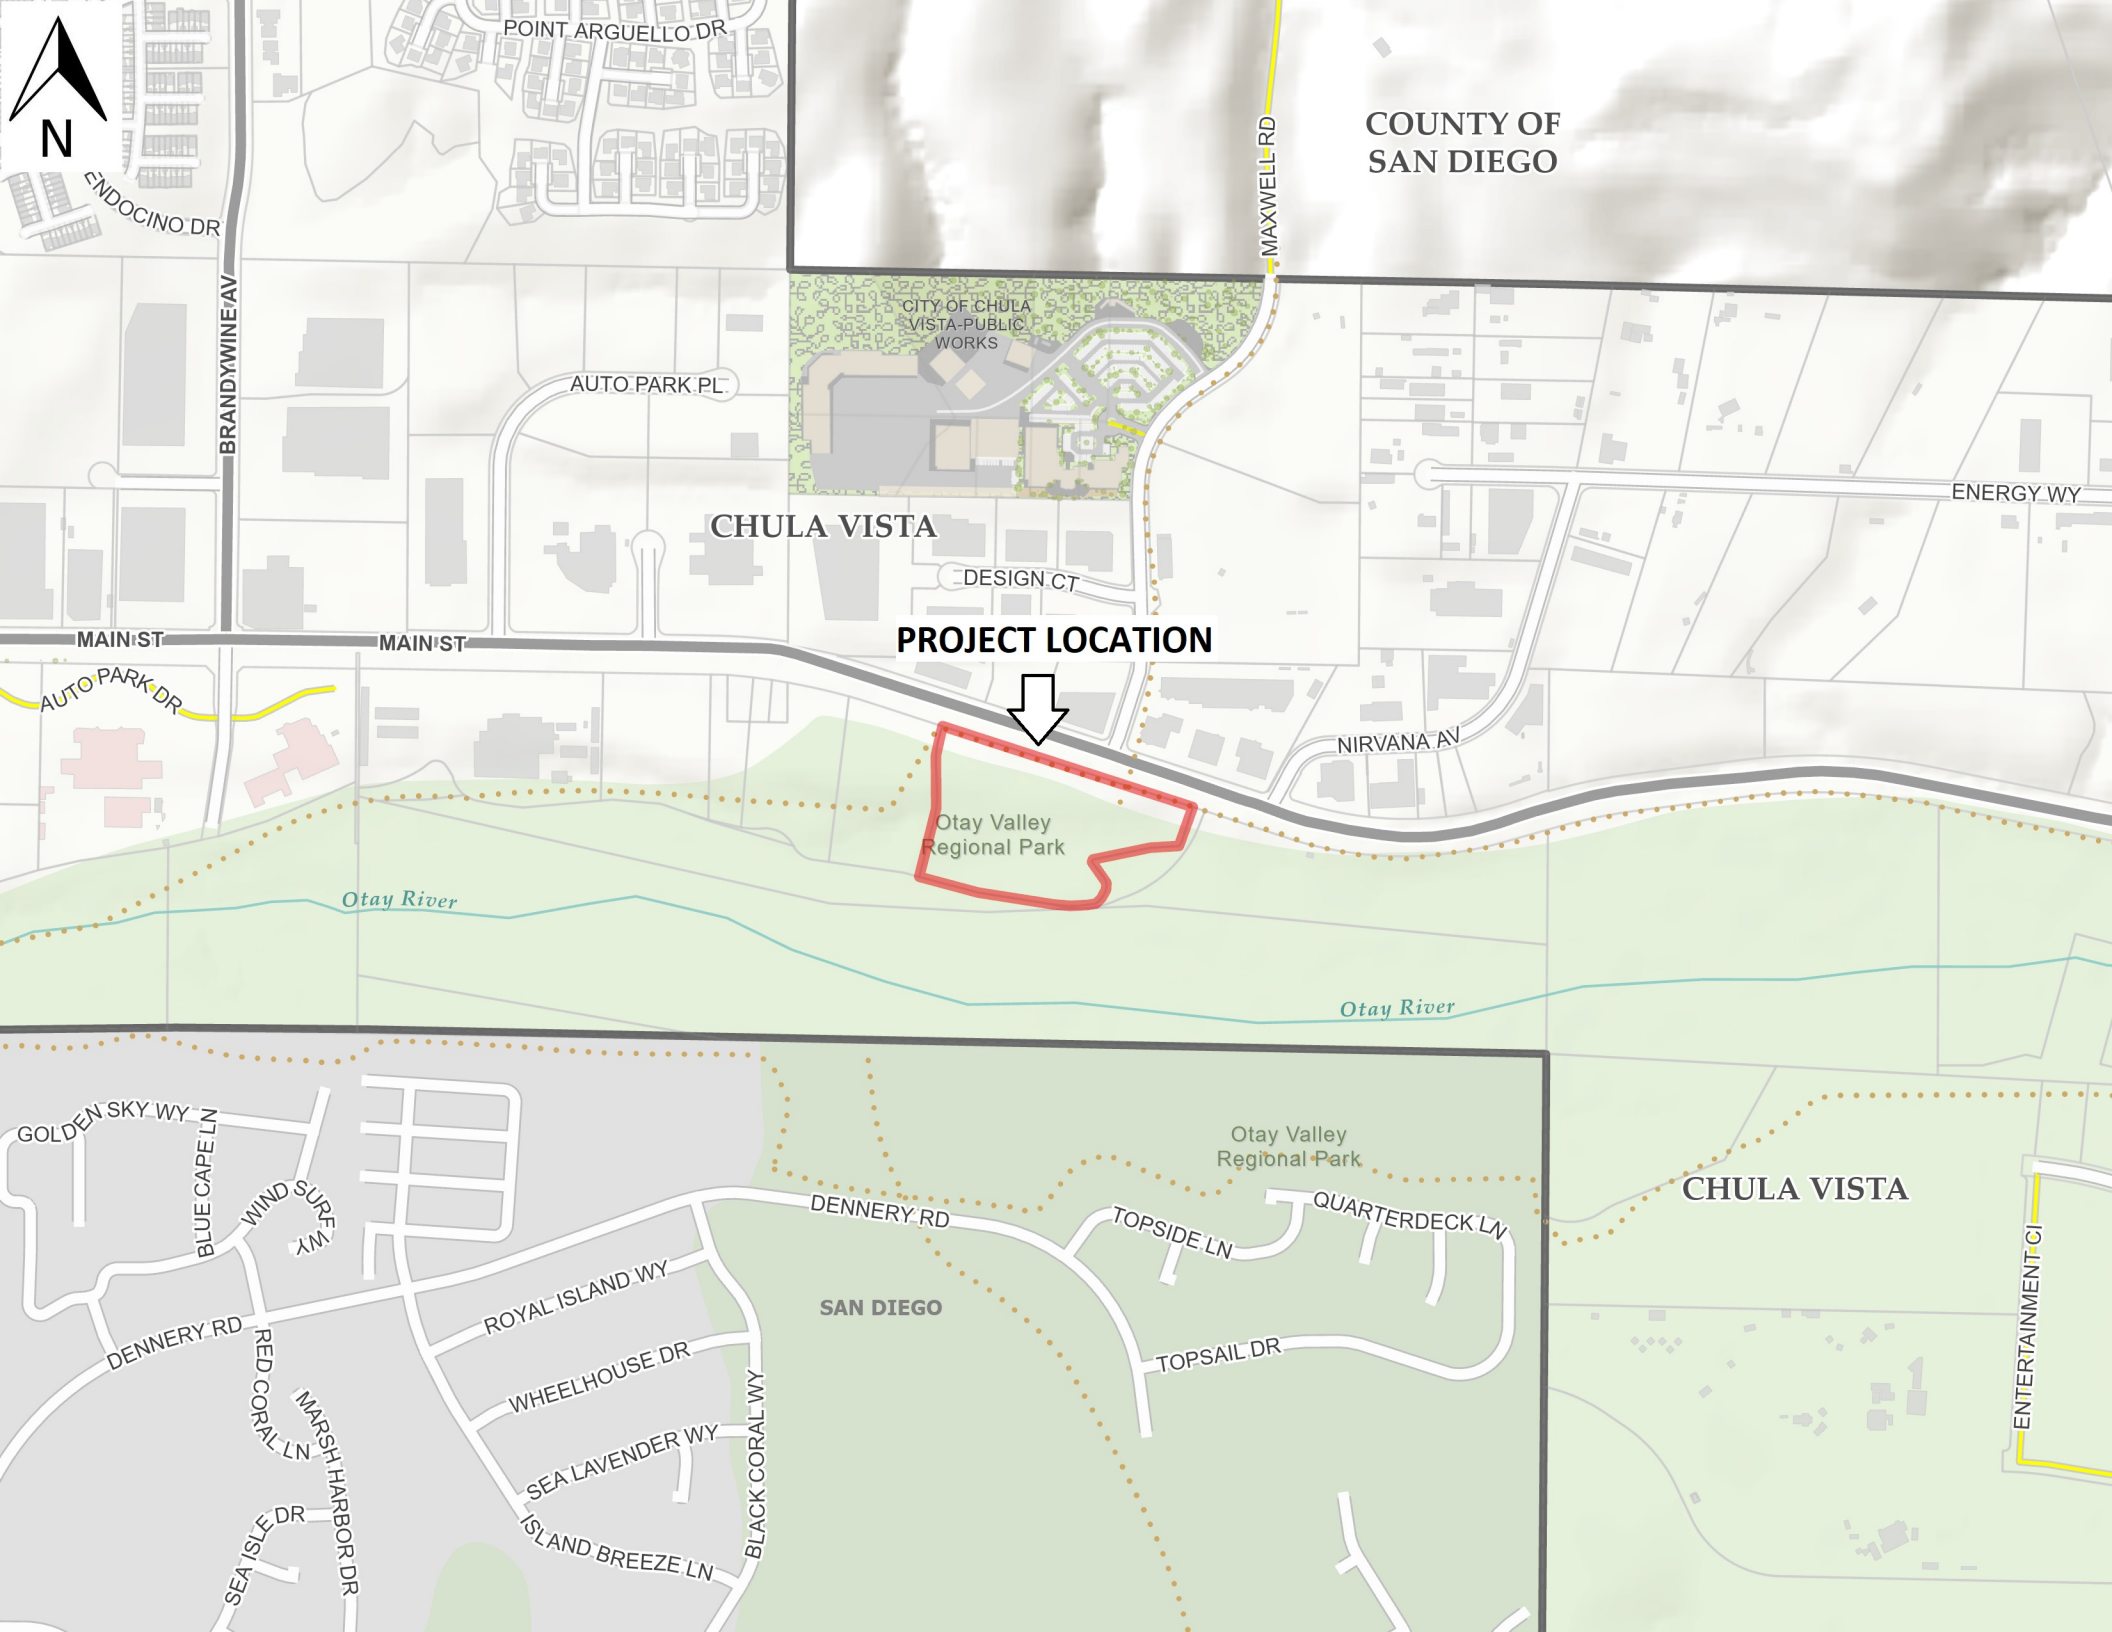 N
POINT ARGUELLO DR
ENDOCINO DR
BRANDYWINE AV
MAXWELL RD
COUNTY OF
SAN DIEGO
CITY OF CHULA
VISTA-PUBLIC
WORKS
AUTO PARK PL
ENERGY WY
CHULA VISTA
DESIGN CT
MAIN ST
MAIN ST
PROJECT LOCATION
AUTO PARK DR
NIRVANA AV
Otay Valley
Regional Park
Otay River
Otay River
GOLDEN SKY WY
BLUE CAPE LN
WIND SURF WY
Otay Valley
Regional Park
CHULA VISTA
DENNERY RD
TOPSIDE LN
QUARTERDECK LN
ROYAL ISLAND WY
SAN DIEGO
ENTERTAINMENT CI
DENNERY RD
RED CORAL LN
WHEELHOUSE DR
TOPSAIL DR
MARSH HARBOR DR
SEA LAVENDER WY
BLACK CORAL WY
SEA ISLE DR
ISLAND BREEZE LN